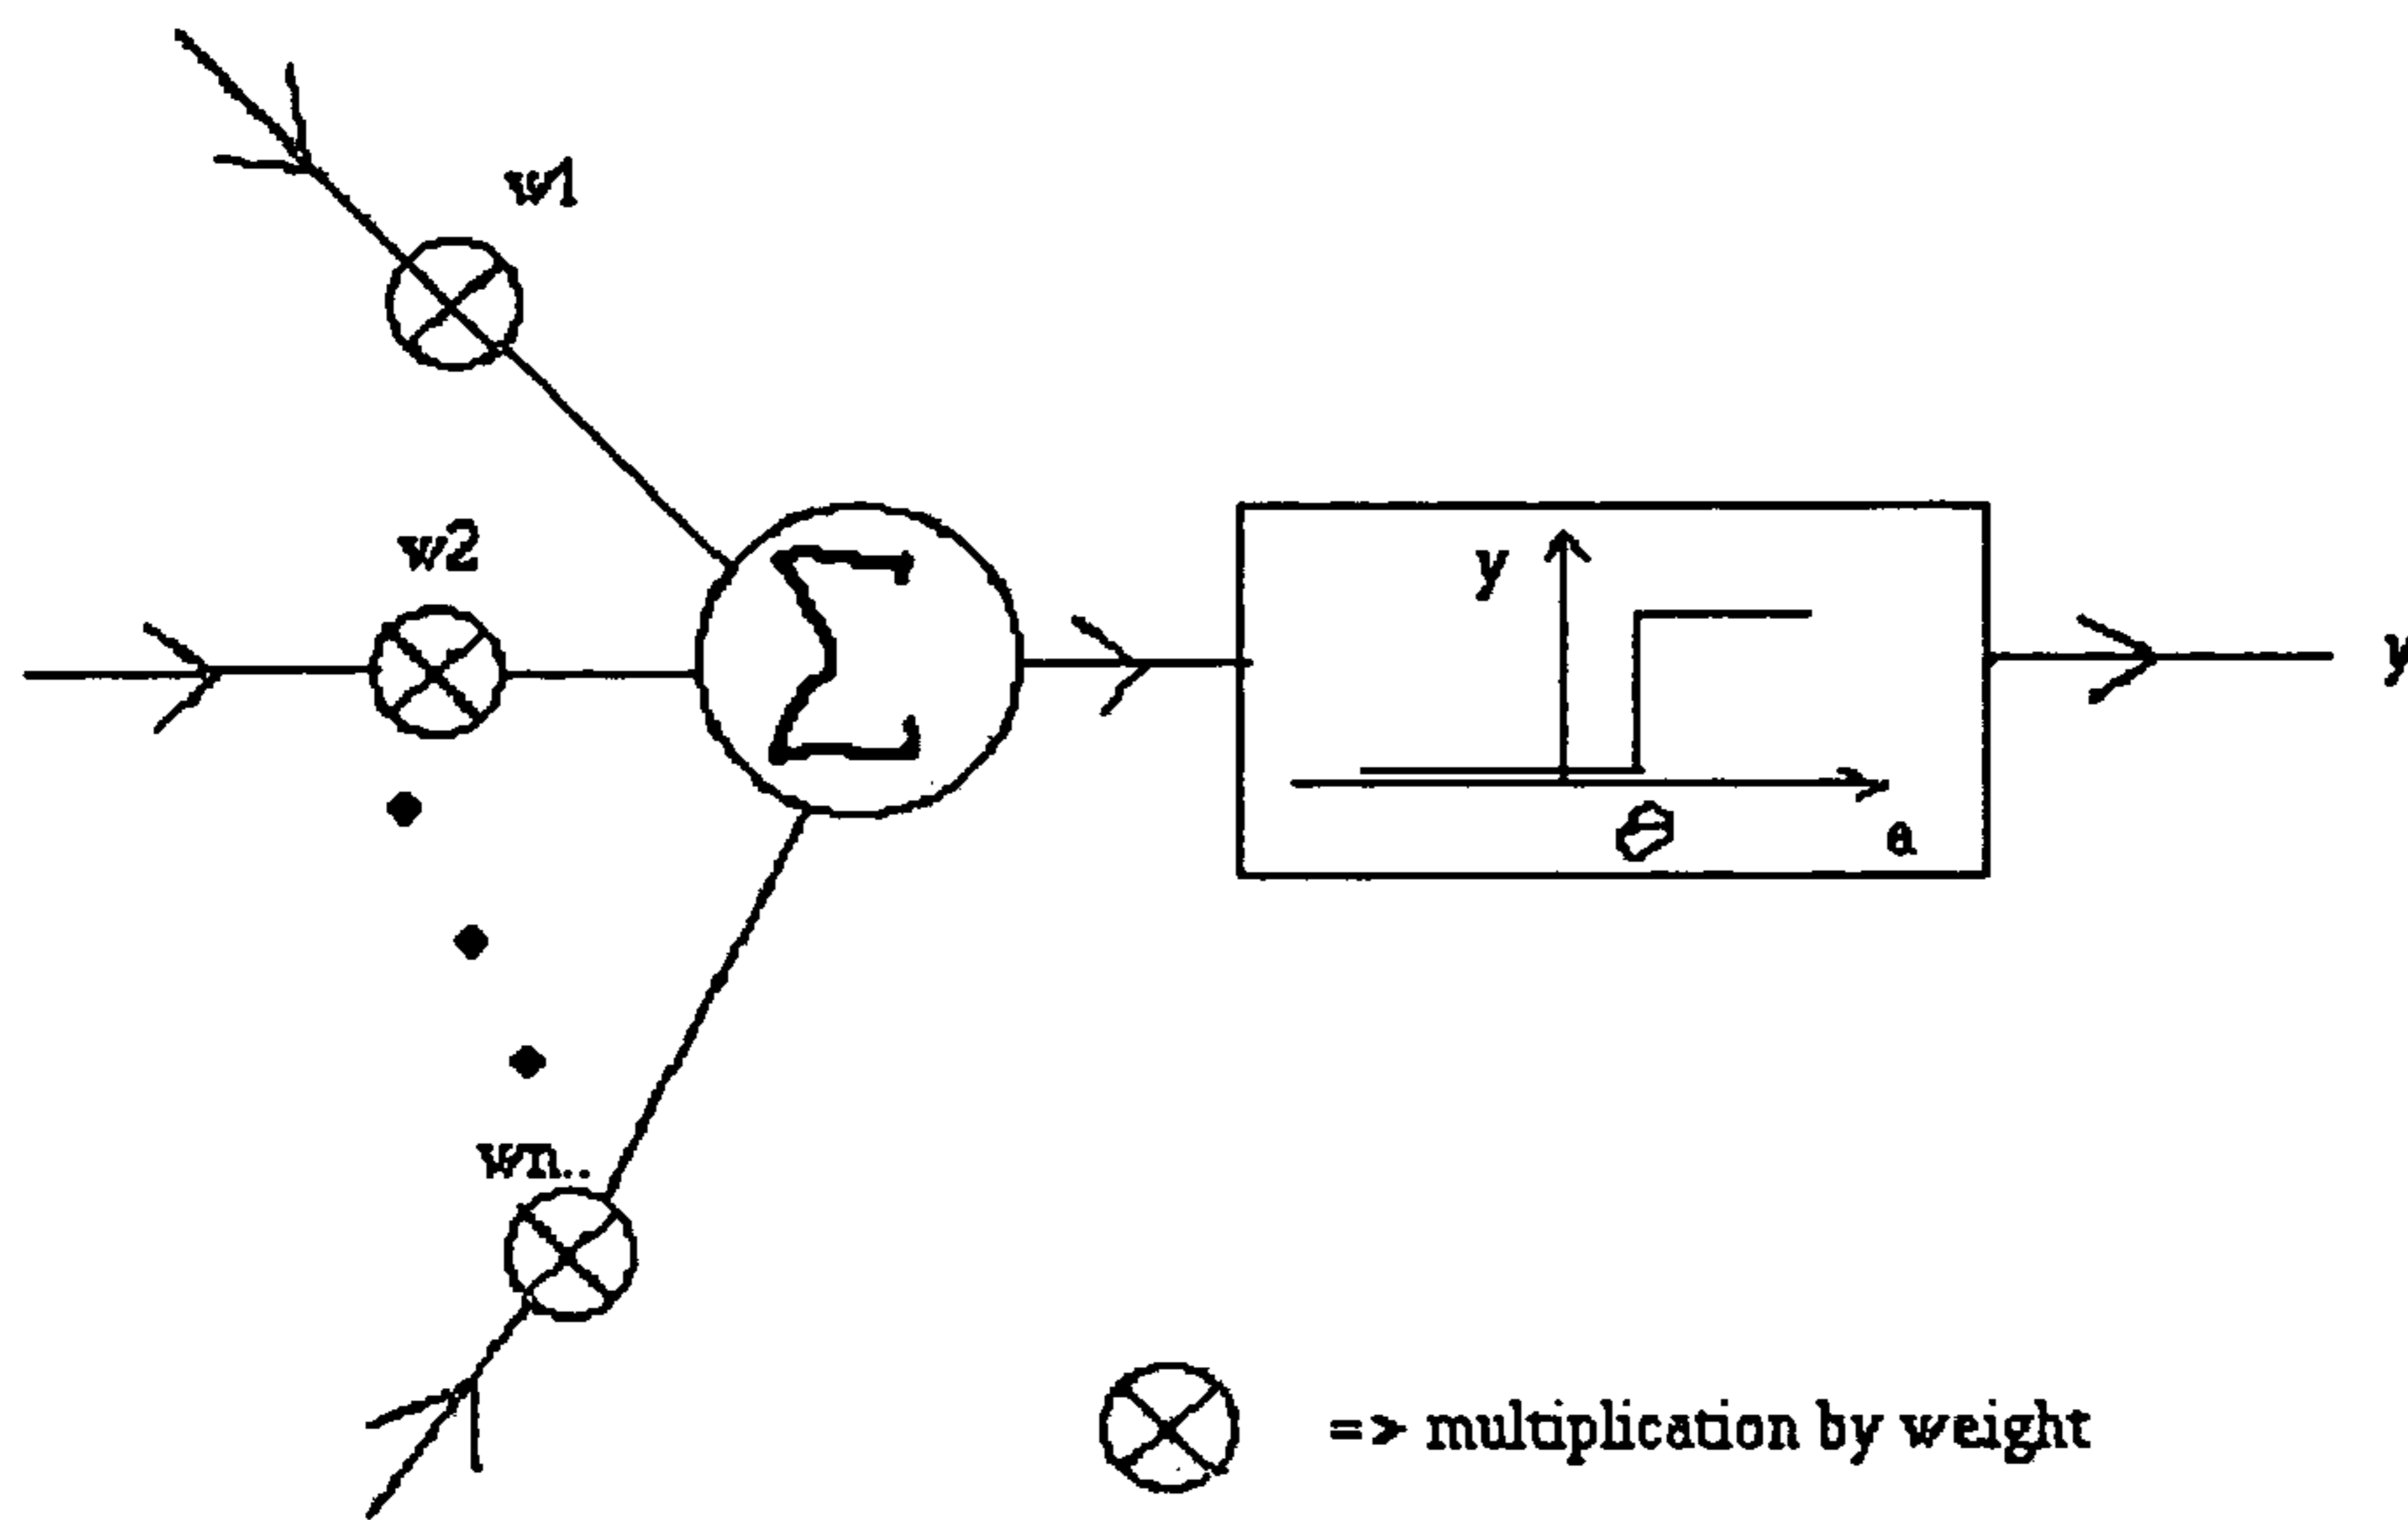 w1
w2
Σ
y
θ
a
y
wn..
=> multiplication by weight